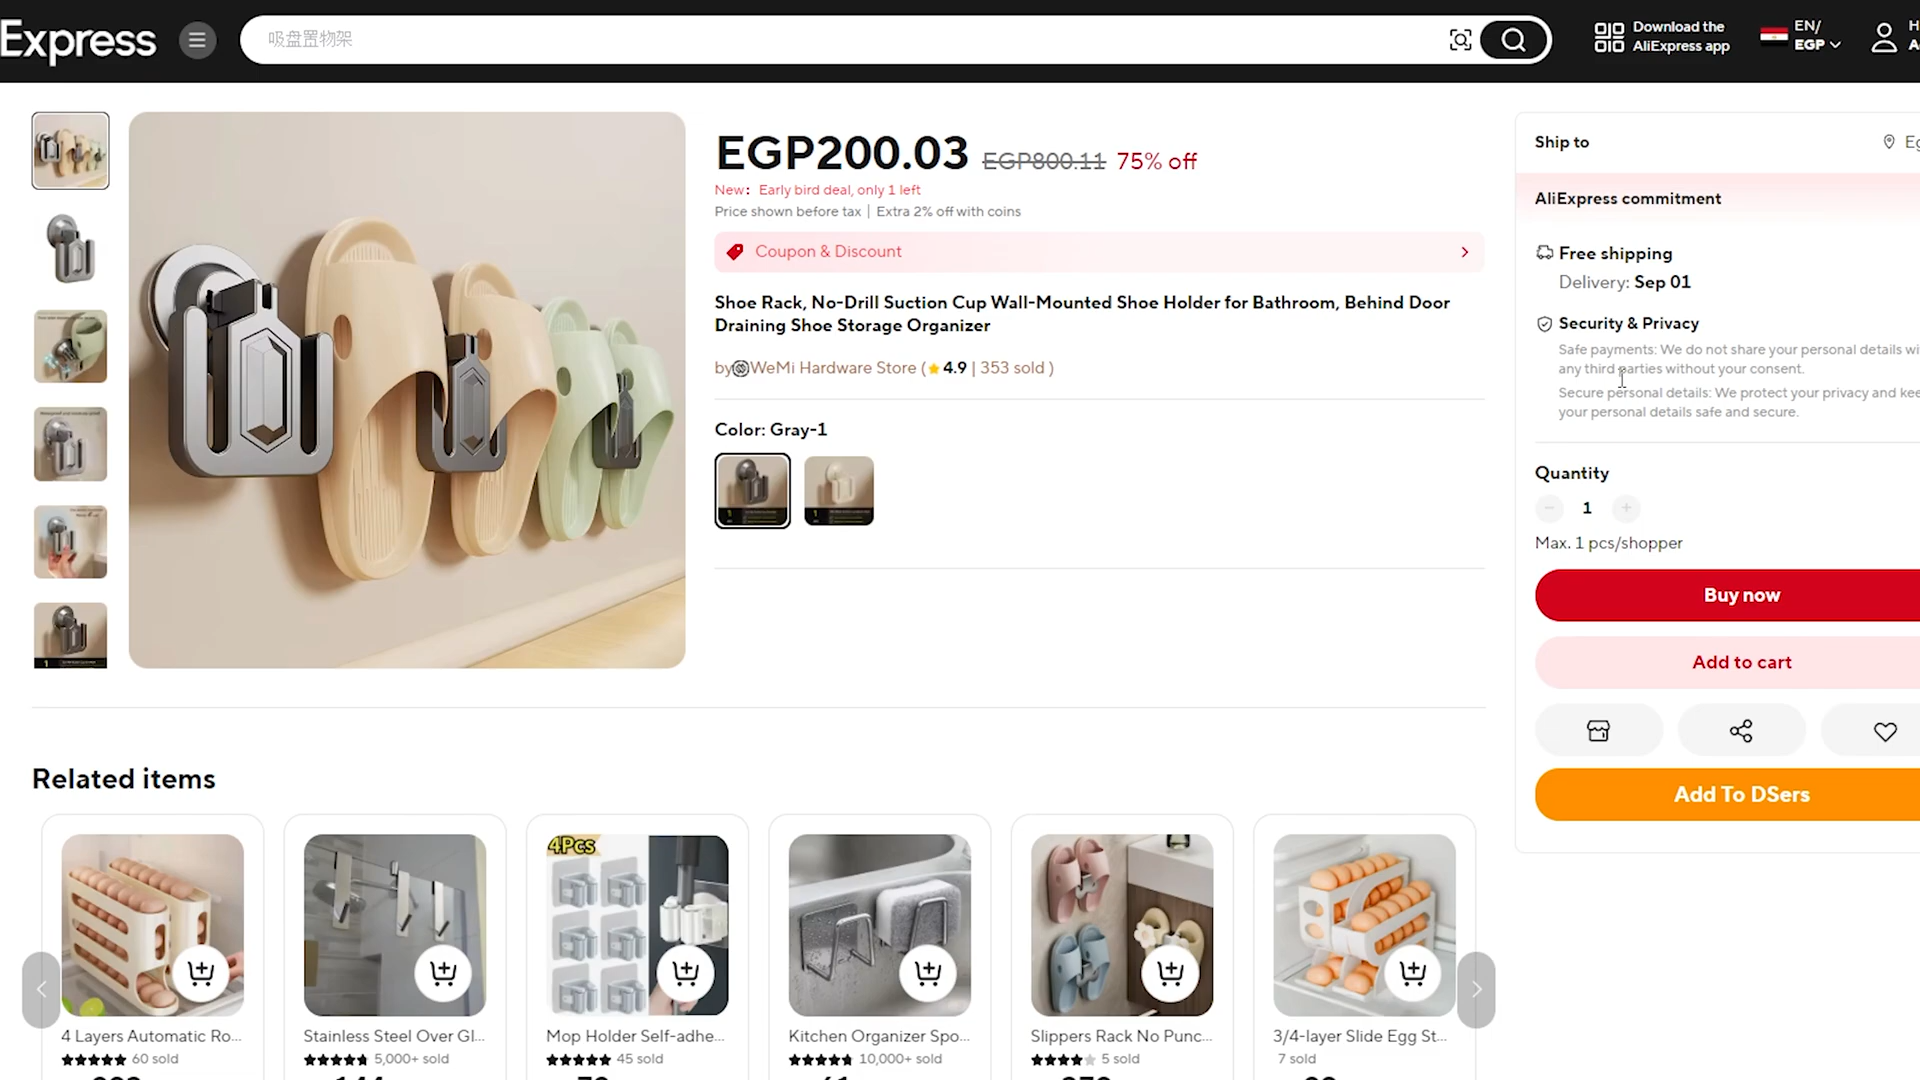 Express
吸盘置物架
Download the
AliExpress app
EN/
EGP
EGP200.03 EGP800.11 75% off
New: Early bird deal, only 1 left
Price shown before tax | Extra 2% off with coins
Coupon & Discount
Shoe Rack, No-Drill Suction Cup Wall-Mounted Shoe Holder for Bathroom, Behind Door
Draining Shoe Storage Organizer
by WeMi Hardware Store ( 4.9 | 353 sold )
Color: Gray-1
Ship to
AliExpress commitment
Free shipping
Delivery: Sep 01
Security & Privacy
Safe payments: We do not share your personal details
any third parties without your consent.
Secure personal details: We protect your privacy and
your personal details safe and secure.
Quantity
1
Max. 1 pcs/shopper
Buy now
Add to cart
Add To DSers
Related items
4Pcs
4 Layers Automatic Ro...
60 sold
Stainless Steel Over Gl...
5,000+ sold
Mop Holder Self-adhe...
45 sold
Kitchen Organizer Spo...
10,000+ sold
Slippers Rack No Punc...
5 sold
3/4-layer Slide Egg St...
7 sold